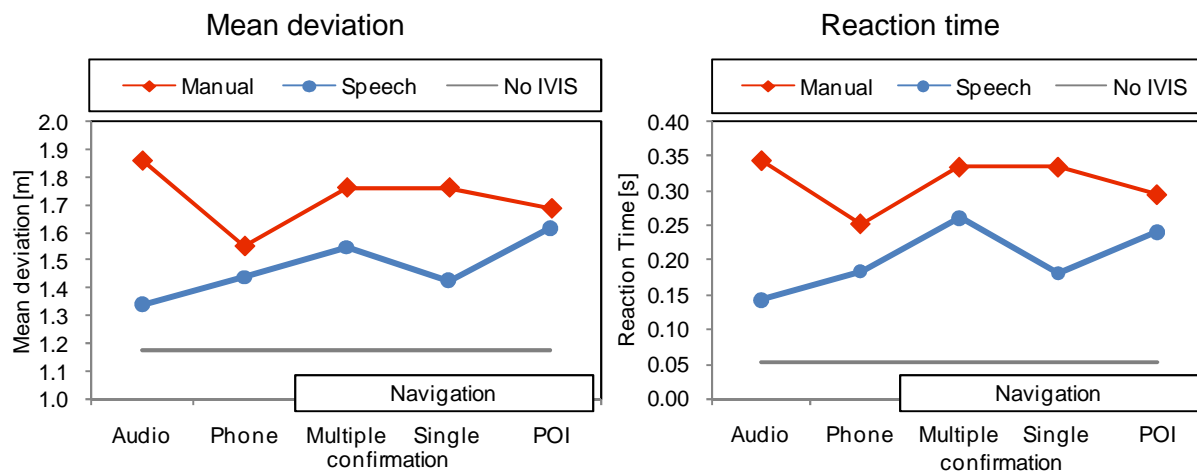 Mean deviation
Manual Speech No IVIS
Mean deviation [m]
2.0
1.9
1.8
1.7
1.6
1.5
1.4
1.3
1.2
1.1
1.0
Navigation
Audio Phone Multiple Single POI
confirmation
Reaction time
Manual Speech No IVIS
Reaction Time [s]
0.40
0.35
0.30
0.25
0.20
0.15
0.10
0.05
0.00
Navigation
Audio Phone Multiple Single POI
confirmation